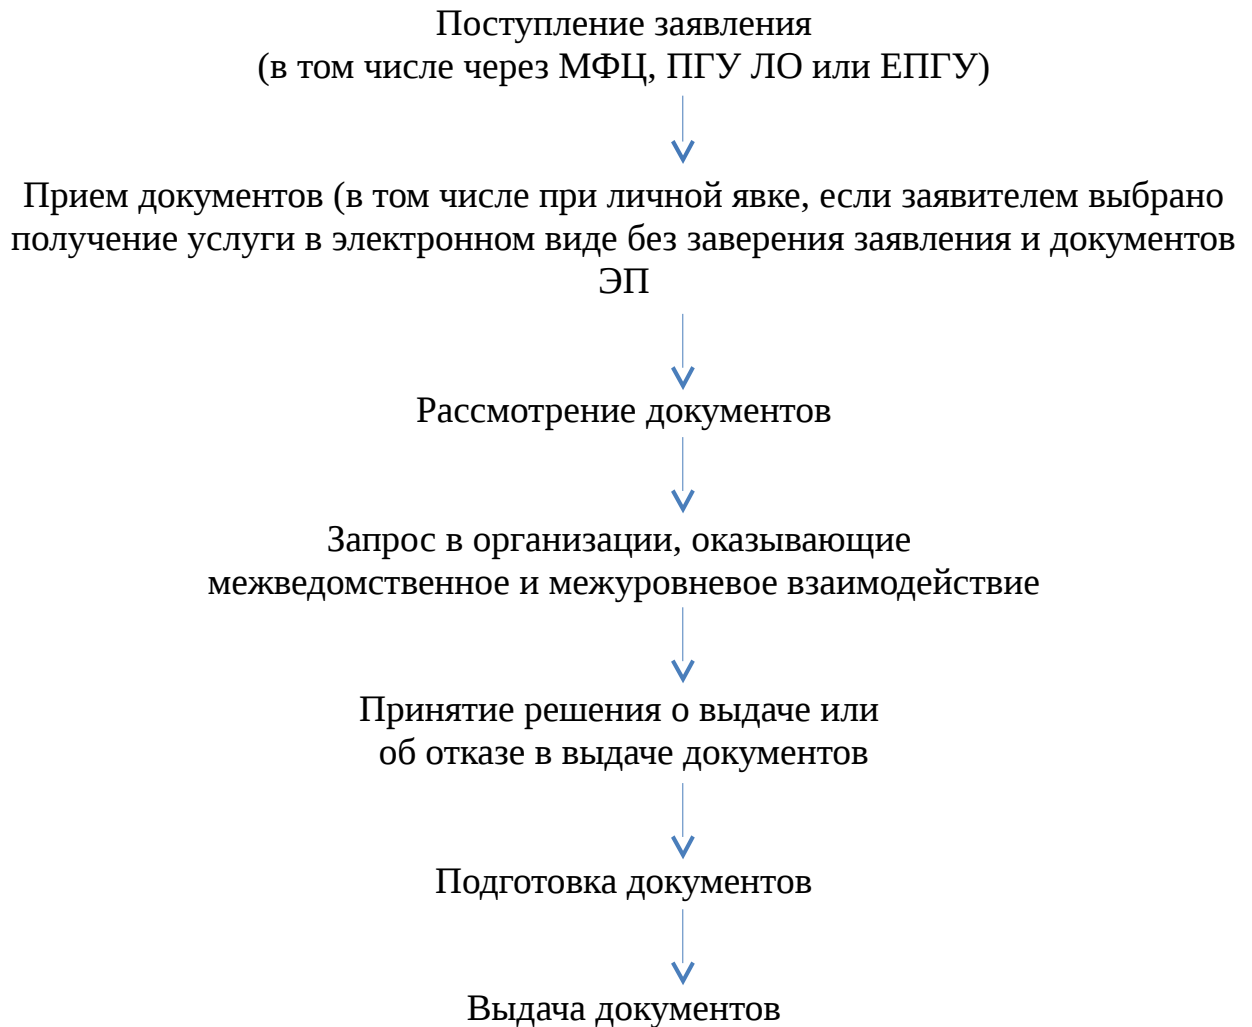 Поступление заявления
(в том числе через МФЦ, ПГУ ЛО или ЕПГУ)
Прием документов (в том числе при личной явке, если заявителем выбрано
получение услуги в электронном виде без заверения заявления и документов
ЭП
Рассмотрение документов
Запрос в организации, оказывающие
межведомственное и межуровневое взаимодействие
Принятие решения о выдаче или
об отказе в выдаче документов
Подготовка документов
Выдача документов